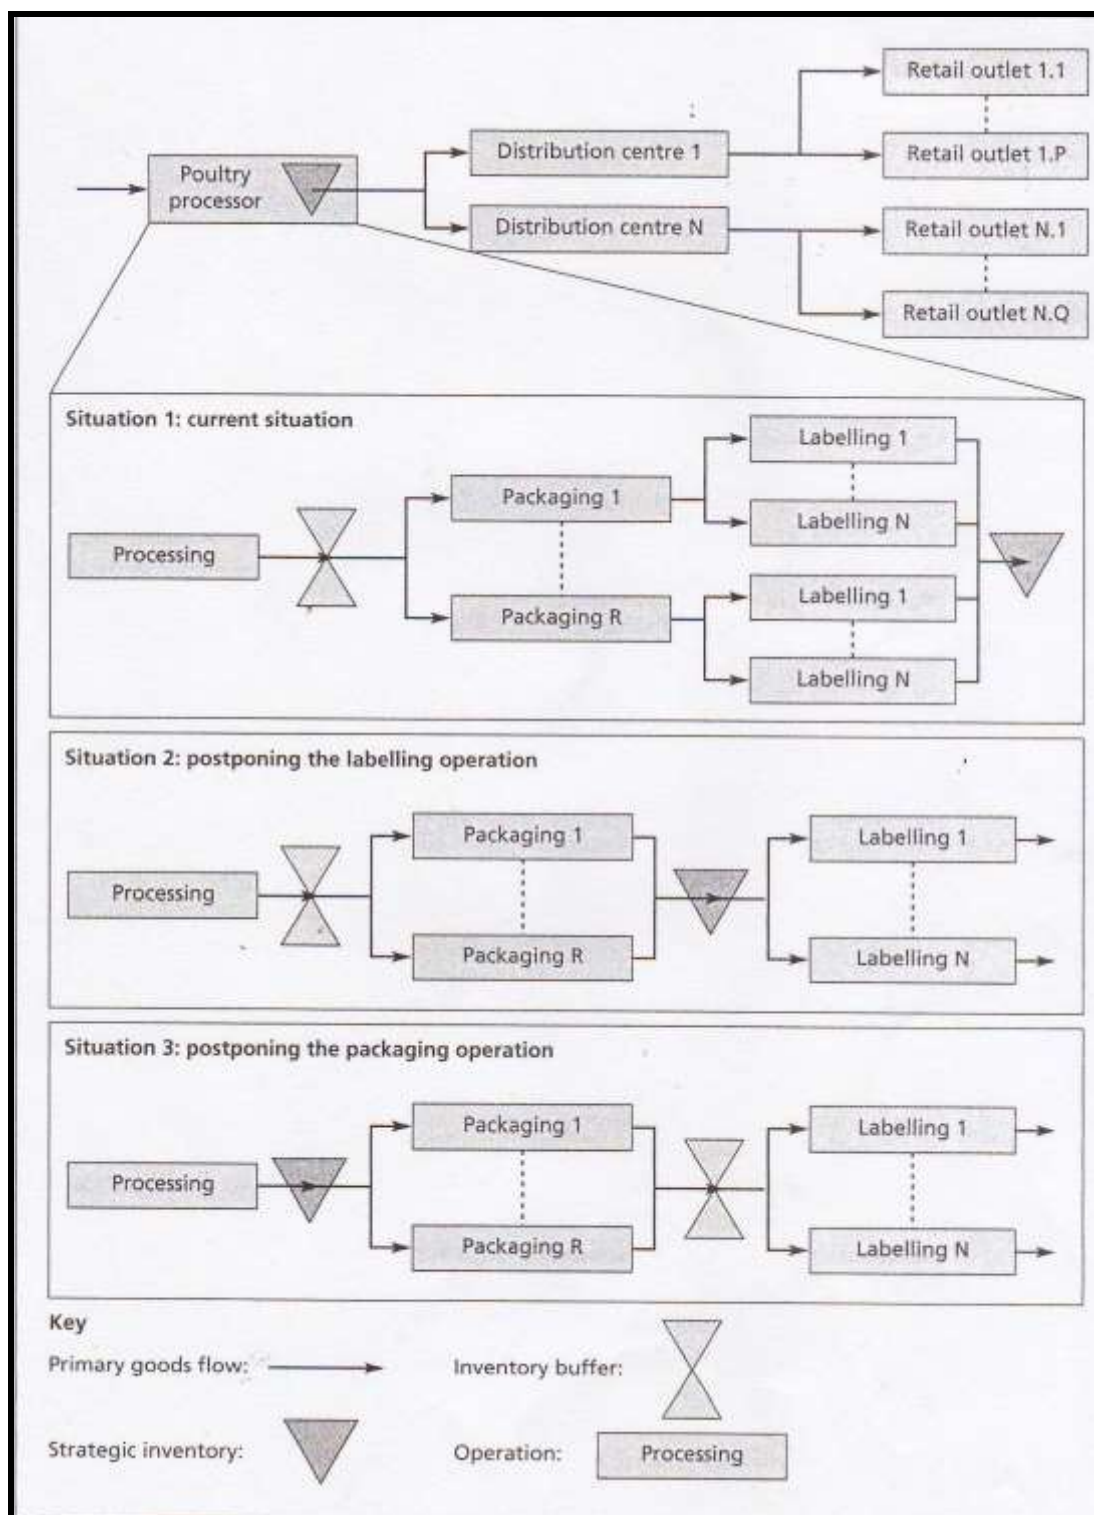 Retail outlet 1.1
Poultry
processor
Distribution centre 1
Retail outlet 1.P
Distribution centre N
Retail outlet N.1
Retail outlet N.Q
Situation 1: current situation
Labelling 1
Packaging 1
Labelling N
Processing
Labelling 1
Packaging R
Labelling N
Situation 2: postponing the labelling operation
Packaging 1
Labelling 1
Processing
Packaging R
Labelling N
Situation 3: postponing the packaging operation
Packaging 1
Labelling 1
Processing
Packaging R
Labelling N
Key
Primary goods flow:
Inventory buffer:
Strategic inventory:
Operation:
Processing